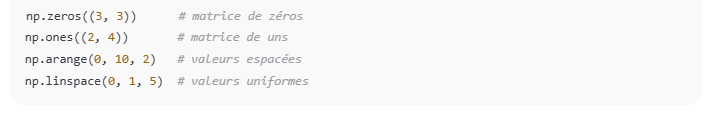 np.zeros((3, 3))      # matrice de zéros
np.ones((2, 4))       # matrice de uns
np.arange(0, 10, 2)   # valeurs espacées
np.linspace(0, 1, 5)  # valeurs uniformes